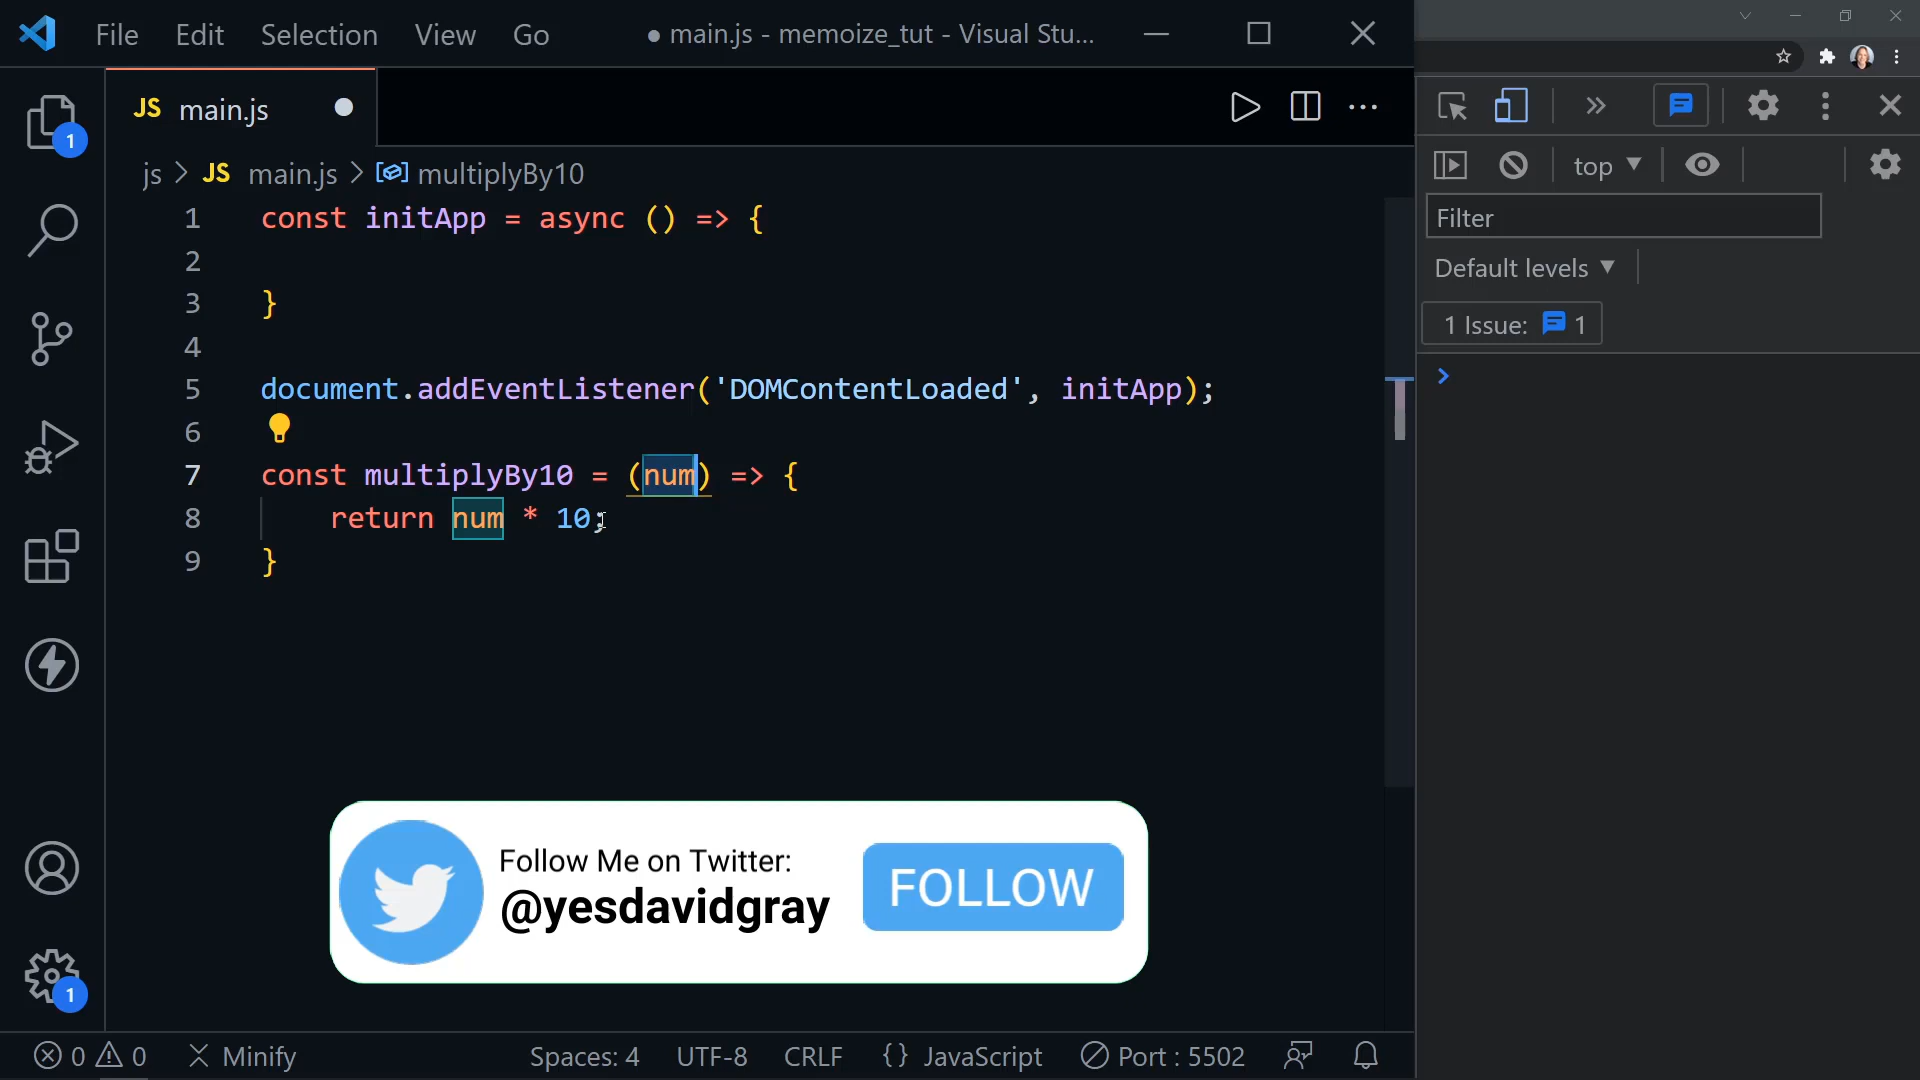 File Edit Selection View Go ● main.js - memoize_tut - Visual Stu...
JS main.js
1
js > JS main.js > multiplyBy10
1 const initApp = async () => {
2
3 }
4
5 document.addEventListener('DOMContentLoaded', initApp);
6
7 const multiplyBy10 = (num) => {
8 return num * 10;
9 }
Follow Me on Twitter:
@yesdavidgray
FOLLOW
1
0 0 Minify Spaces: 4 UTF-8 CRLF {} JavaScript Port : 5502
top
Filter
Default levels
1 Issue: 1